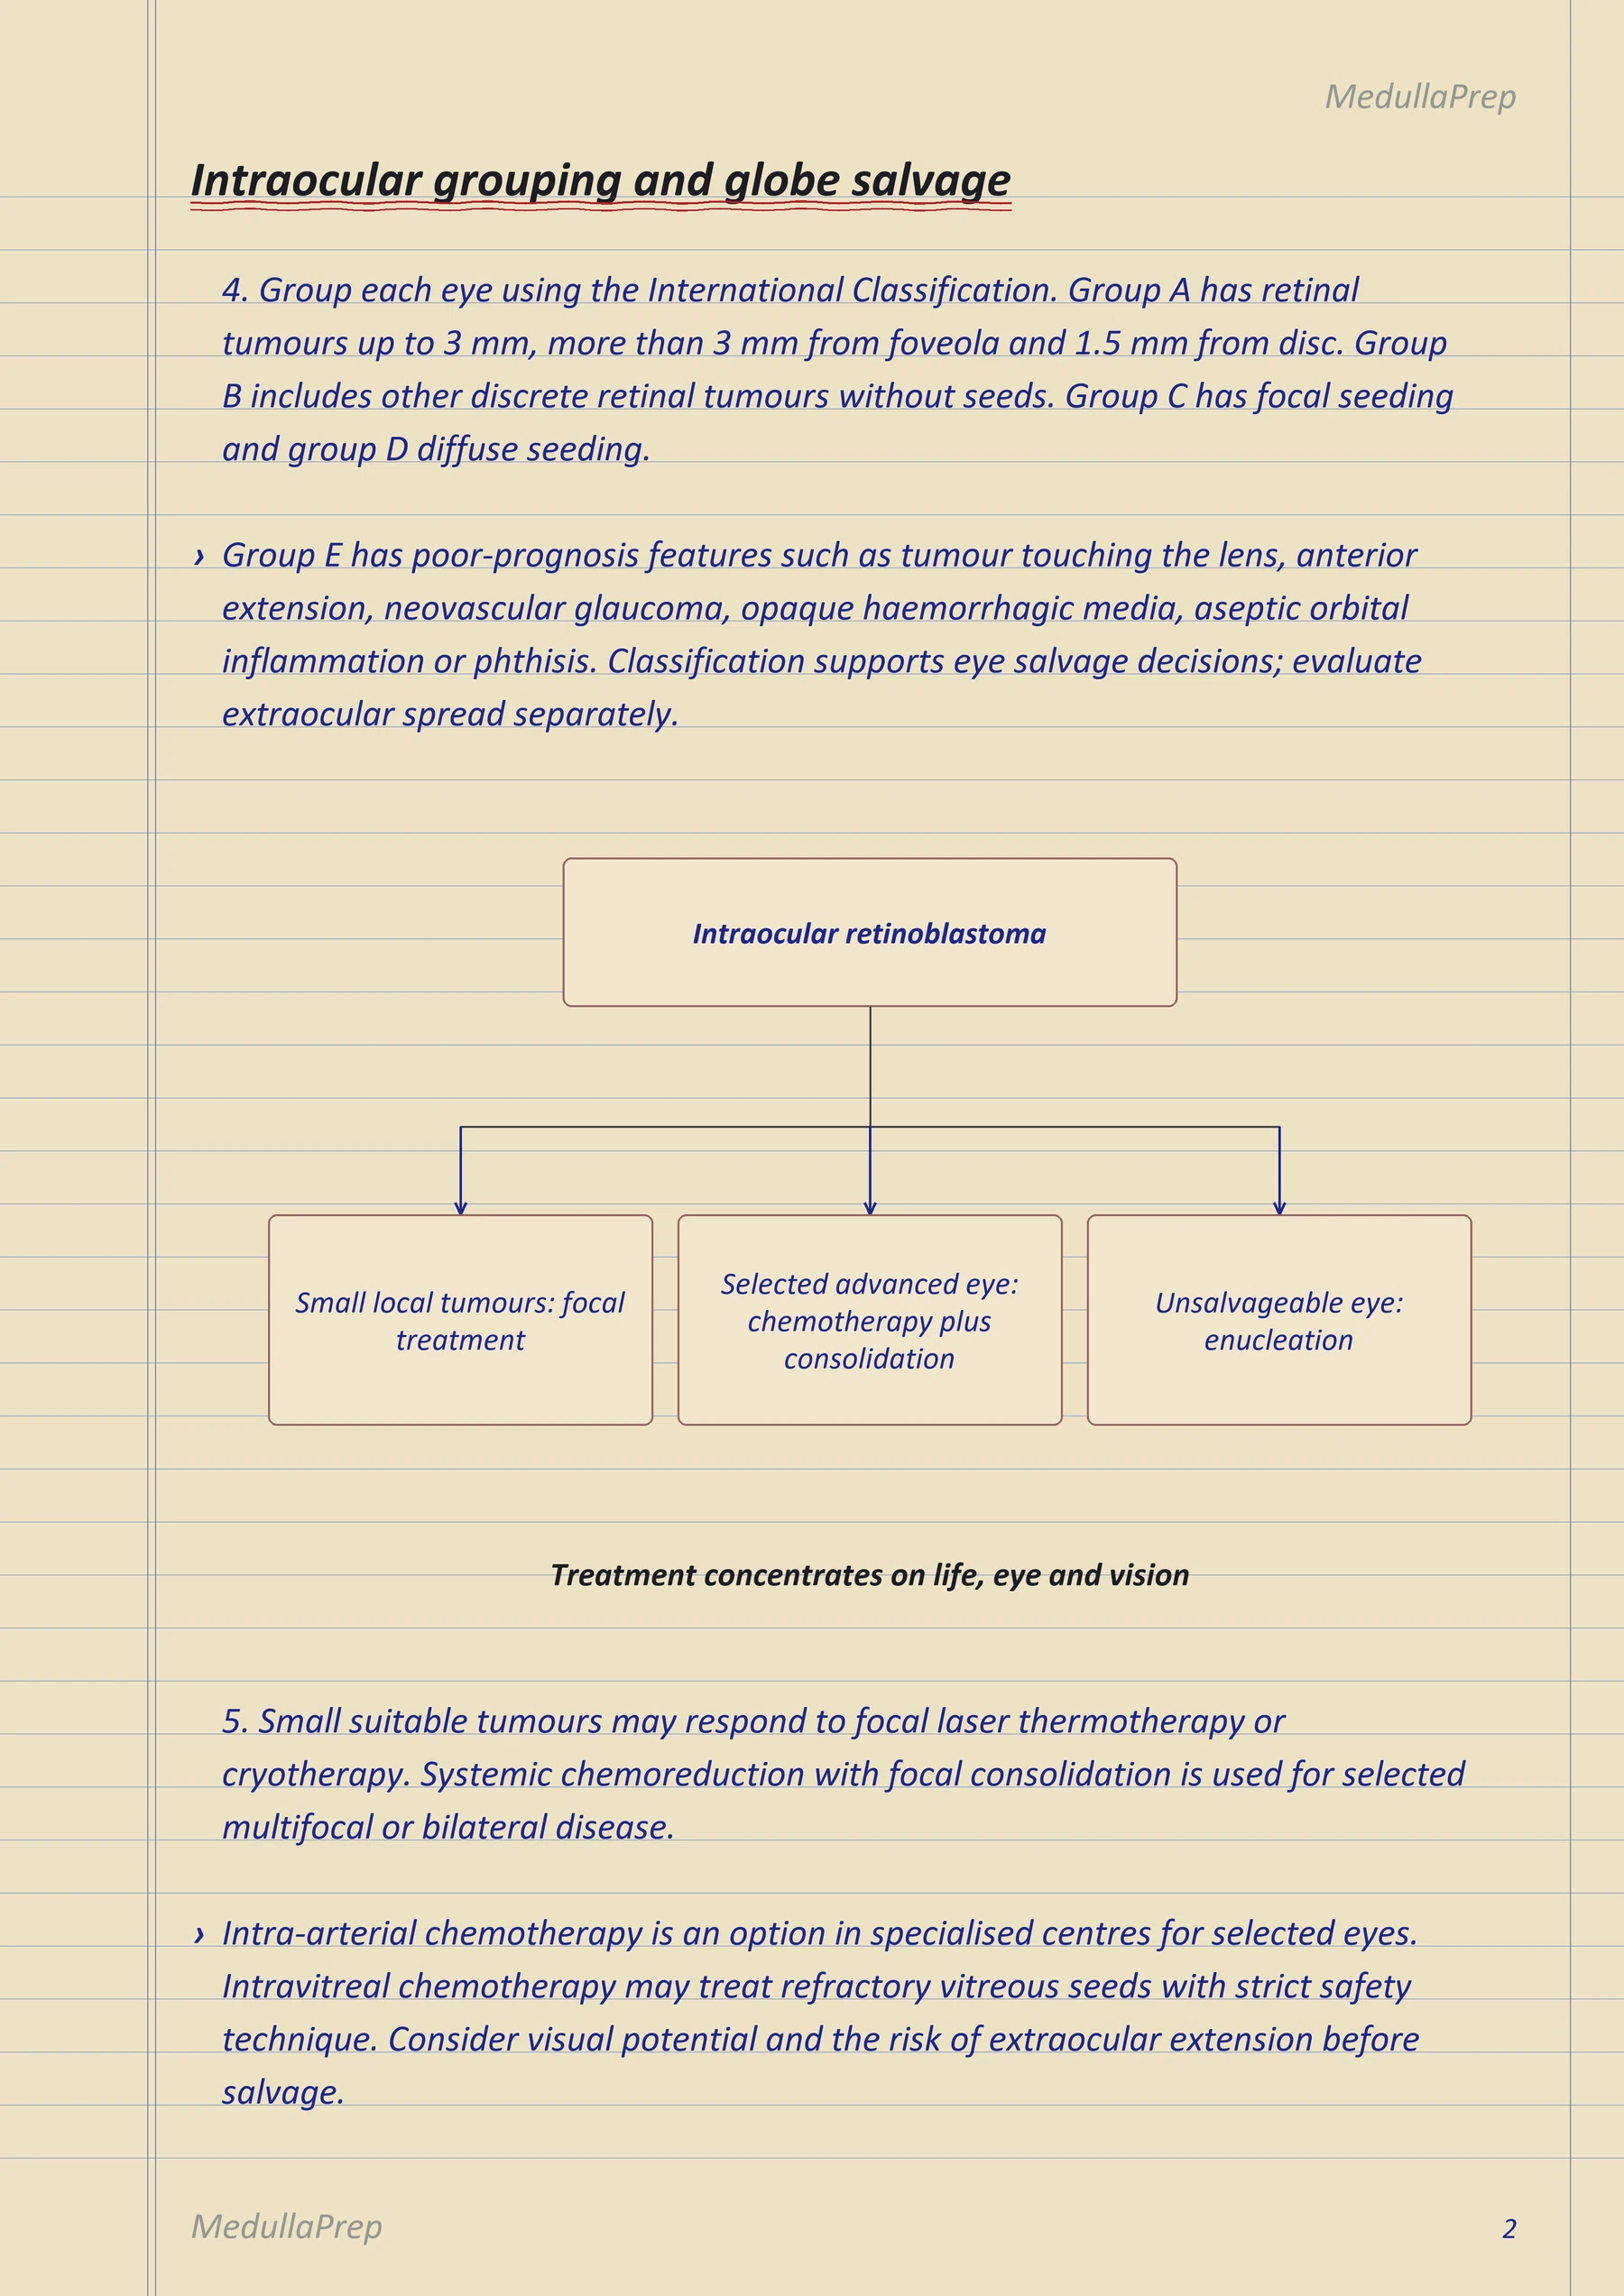 MedullaPrep
Intraocular grouping and globe salvage
4. Group each eye using the International Classification. Group A has retinal
tumours up to 3 mm, more than 3 mm from foveola and 1.5 mm from disc. Group
B includes other discrete retinal tumours without seeds. Group C has focal seeding
and group D diffuse seeding.
› Group E has poor-prognosis features such as tumour touching the lens, anterior
extension, neovascular glaucoma, opaque haemorrhagic media, aseptic orbital
inflammation or phthisis. Classification supports eye salvage decisions; evaluate
extraocular spread separately.
Intraocular retinoblastoma
Small local tumours: focal
treatment
Selected advanced eye:
chemotherapy plus
consolidation
Unsalvageable eye:
enucleation
Treatment concentrates on life, eye and vision
5. Small suitable tumours may respond to focal laser thermotherapy or
cryotherapy. Systemic chemoreduction with focal consolidation is used for selected
multifocal or bilateral disease.
› Intra-arterial chemotherapy is an option in specialised centres for selected eyes.
Intravitreal chemotherapy may treat refractory vitreous seeds with strict safety
technique. Consider visual potential and the risk of extraocular extension before
salvage.
MedullaPrep
2